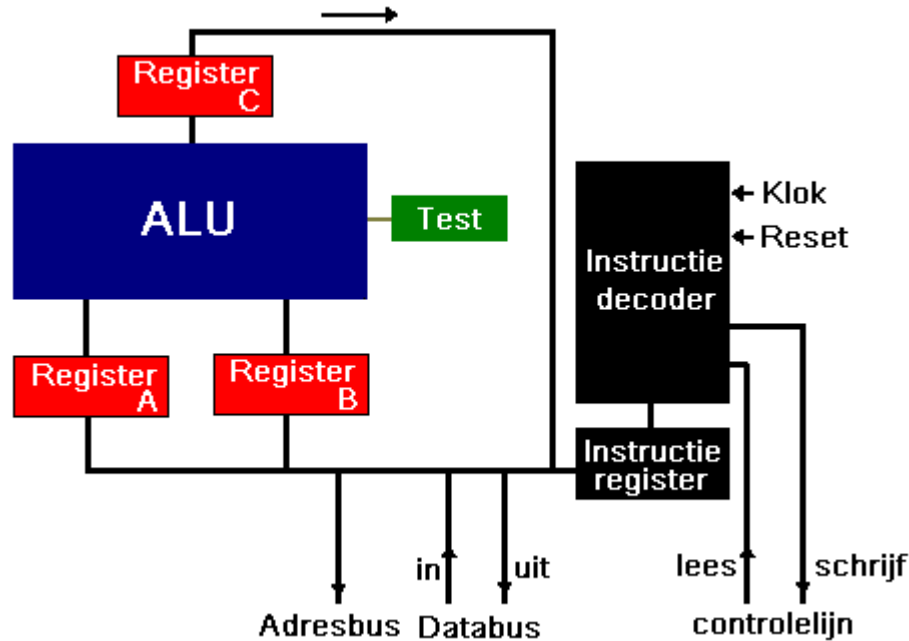 Register
C
ALU
Test
Klok
Reset
Instructie
decoder
Register
A
Register
B
Instructie
register
in
uit
lees
schrijf
Adresbus
Databus
controlelijn